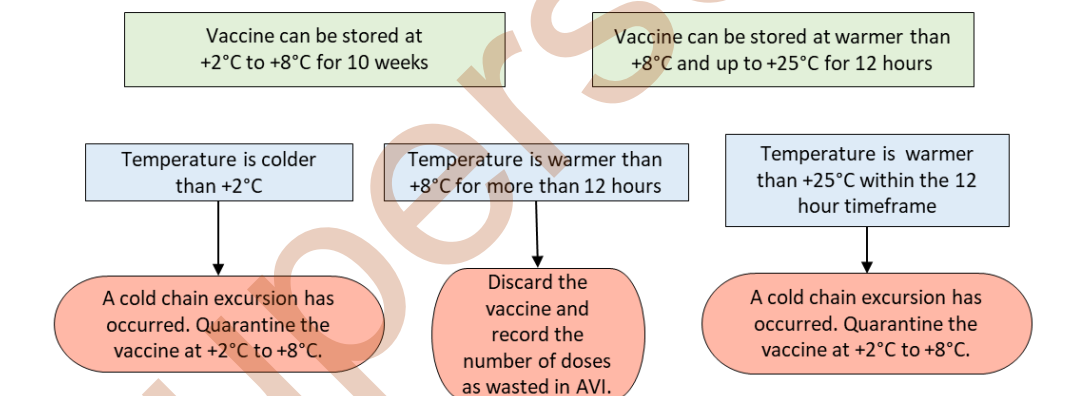 Vaccine can be stored at
+2°C to +8°C for 10 weeks
Vaccine can be stored at warmer than
+8°C and up to +25°C for 12 hours
Temperature is colder
than +2°C
Temperature is warmer than
+8°C for more than 12 hours
Temperature is warmer
than +25°C within the 12
hour timeframe
A cold chain excursion has
occurred. Quarantine the
vaccine at +2°C to +8°C.
Discard the
vaccine and
record the
number of doses
as wasted in AVI.
A cold chain excursion has
occurred. Quarantine the
vaccine at +2°C to +8°C.